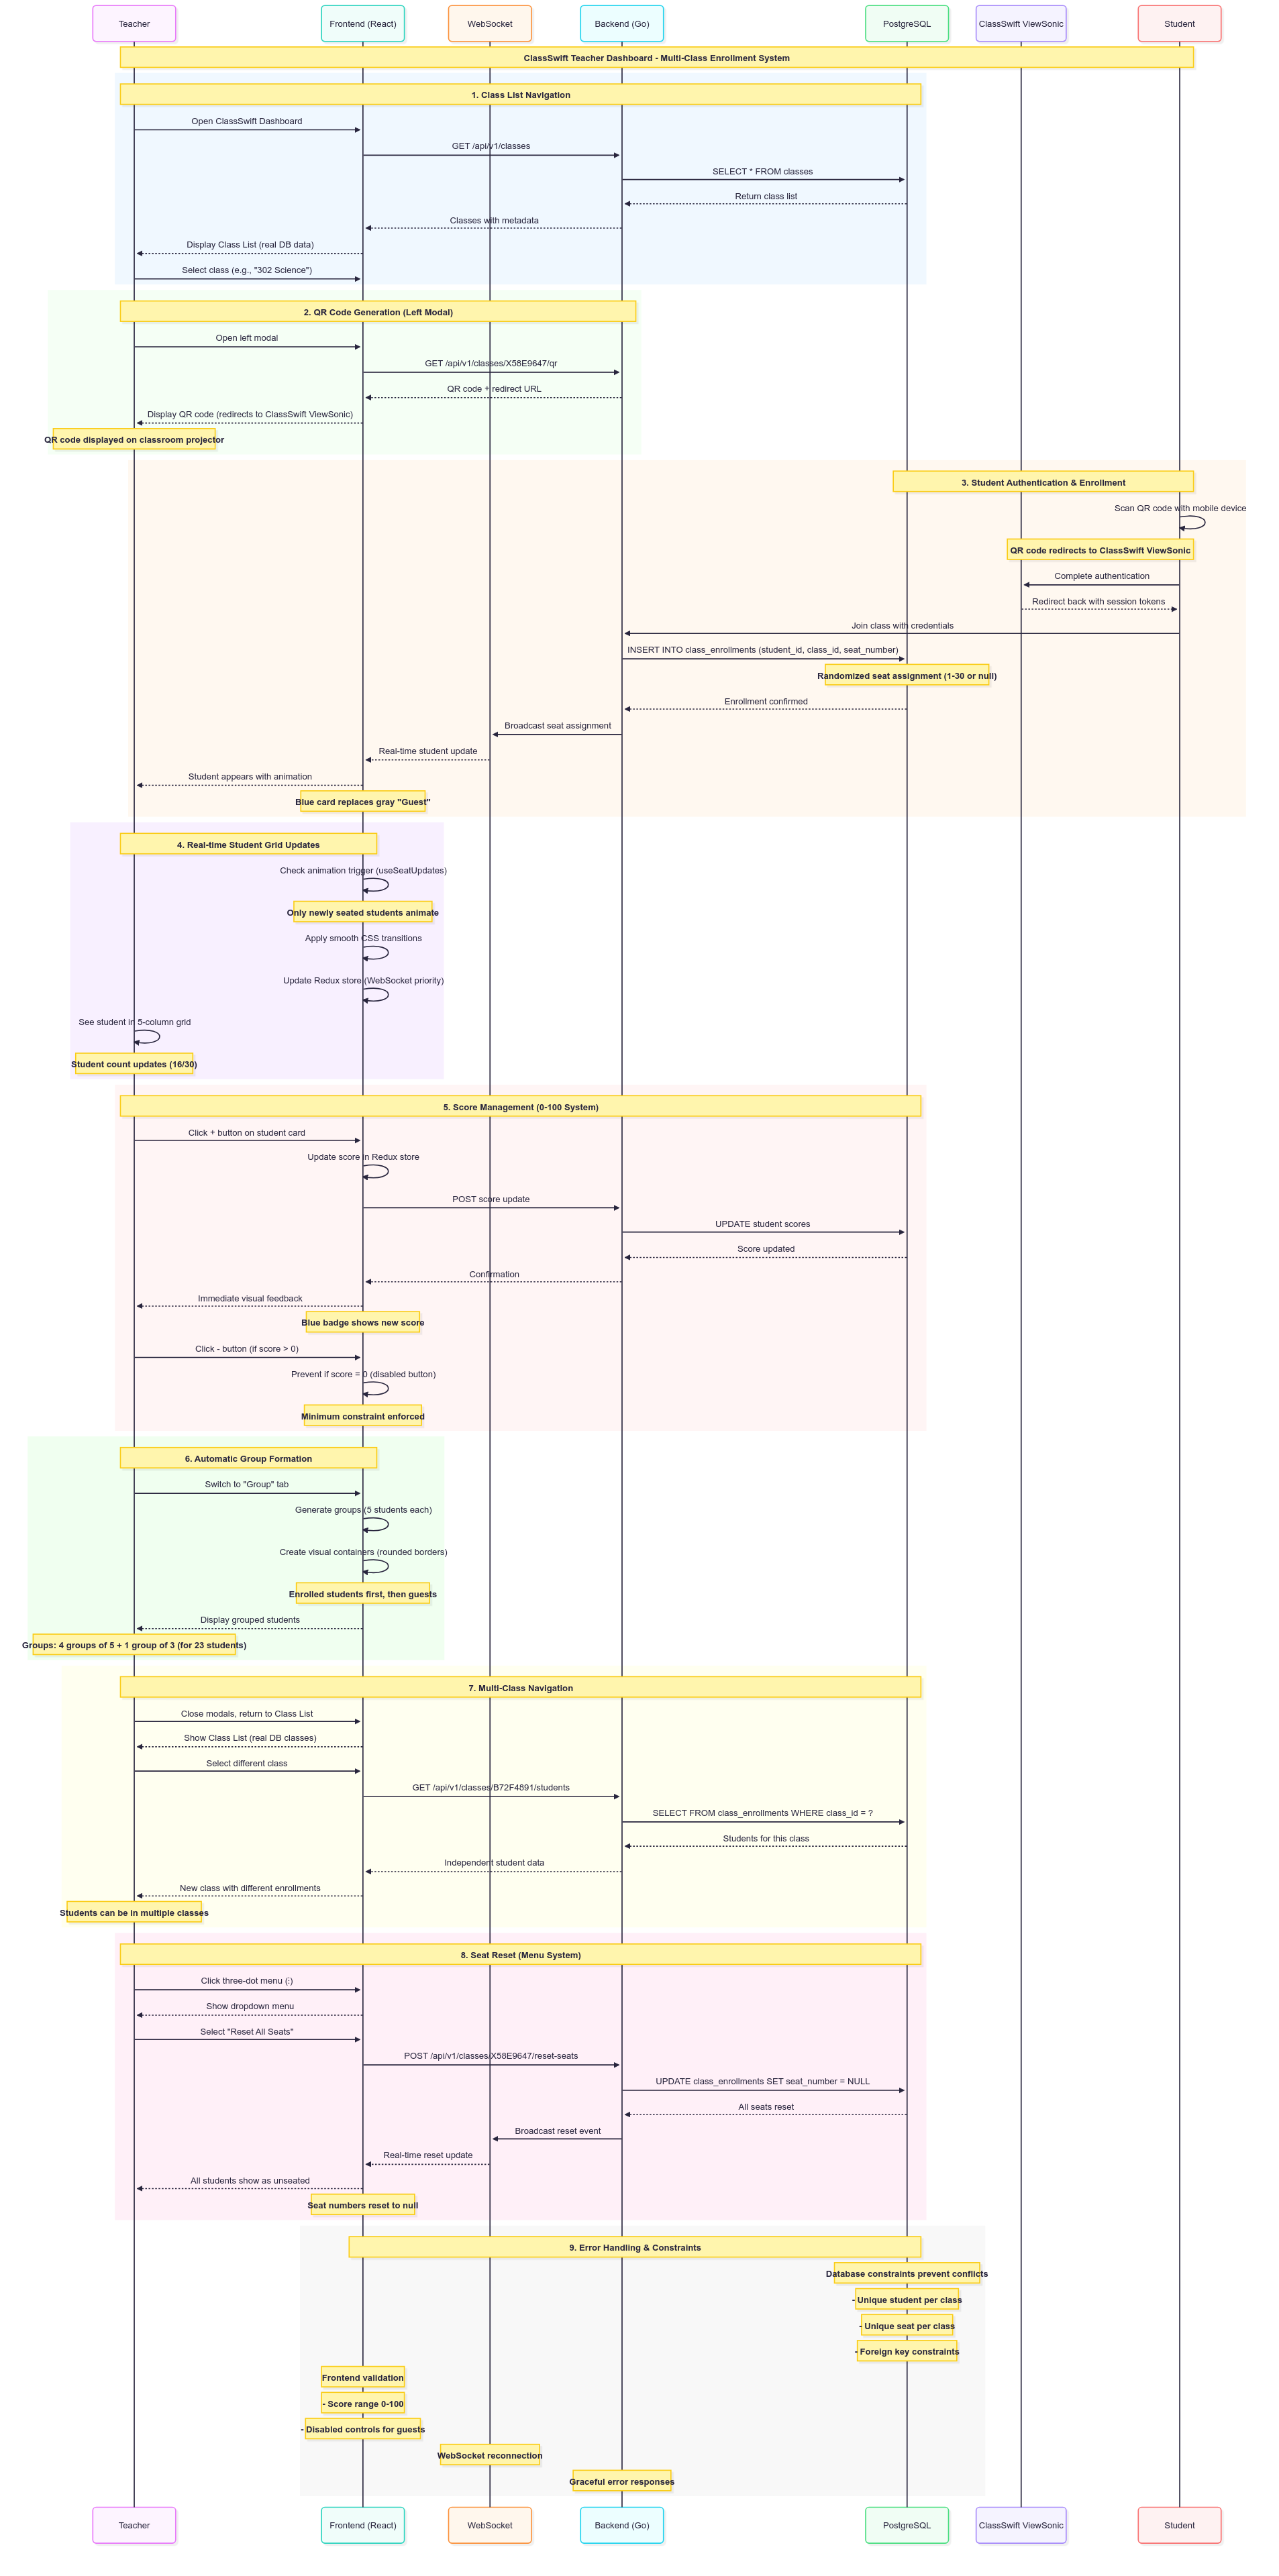 Teacher
Frontend (React)
WebSocket
Backend (Go)
PostgreSQL
ClassSwift ViewSonic
Student
ClassSwift Teacher Dashboard - Multi-Class Enrollment System
1. Class List Navigation
Open ClassSwift Dashboard
GET /api/v1/classes
SELECT * FROM classes
Return class list
Classes with metadata
Display Class List (real DB data)
Select class (e.g., "302 Science")
2. QR Code Generation (Left Modal)
Open left modal
GET /api/v1/classes/X58E9647/qr
QR code + redirect URL
Display QR code (redirects to ClassSwift ViewSonic)
QR code displayed on classroom projector
3. Student Authentication & Enrollment
Scan QR code with mobile device
QR code redirects to ClassSwift ViewSonic
Complete authentication
Redirect back with session tokens
Join class with credentials
INSERT INTO class_enrollments (student_id, class_id, seat_number)
Randomized seat assignment (1-30 or null)
Enrollment confirmed
Broadcast seat assignment
Real-time student update
Student appears with animation
Blue card replaces gray "Guest"
4. Real-time Student Grid Updates
Check animation trigger (useSeatUpdates)
Only newly seated students animate
Apply smooth CSS transitions
Update Redux store (WebSocket priority)
See student in 5-column grid
Student count updates (16/30)
5. Score Management (0-100 System)
Click + button on student card
Update score in Redux store
POST score update
UPDATE student scores
Score updated
Confirmation
Immediate visual feedback
Blue badge shows new score
Click - button (if score > 0)
Prevent if score = 0 (disabled button)
Minimum constraint enforced
6. Automatic Group Formation
Switch to "Group" tab
Generate groups (5 students each)
Create visual containers (rounded borders)
Enrolled students first, then guests
Display grouped students
Groups: 4 groups of 5 + 1 group of 3 (for 23 students)
7. Multi-Class Navigation
Close modals, return to Class List
Show Class List (real DB classes)
Select different class
GET /api/v1/classes/B72F4891/students
SELECT FROM class_enrollments WHERE class_id = ?
Students for this class
Independent student data
New class with different enrollments
Students can be in multiple classes
8. Seat Reset (Menu System)
Click three-dot menu (⋮)
Show dropdown menu
Select "Reset All Seats"
POST /api/v1/classes/X58E9647/reset-seats
UPDATE class_enrollments SET seat_number = NULL
All seats reset
Broadcast reset event
Real-time reset update
All students show as unseated
Seat numbers reset to null
9. Error Handling & Constraints
Database constraints prevent conflicts
- Unique student per class
- Unique seat per class
- Foreign key constraints
Frontend validation
- Score range 0-100
- Disabled controls for guests
WebSocket reconnection
Graceful error responses
Teacher
Frontend (React)
WebSocket
Backend (Go)
PostgreSQL
ClassSwift ViewSonic
Student